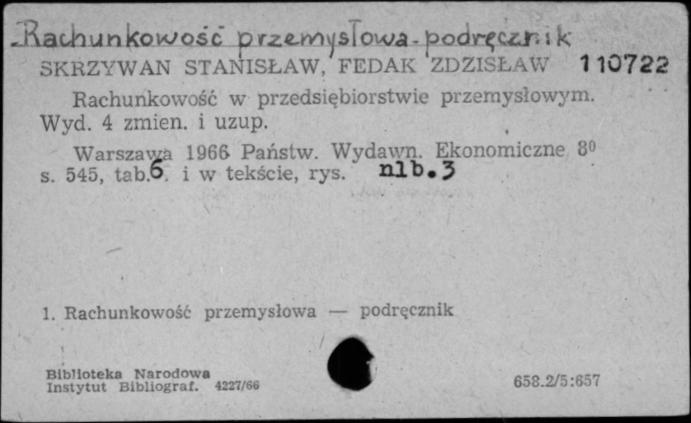 Rachunkowość przemysłowa - podręcznik
SKRZYWAN STANISŁAW, FEDAK ZDZISŁAW 110722
Rachunkowość w przedsiębiorstwie przemysłowym.
Wyd. 4 zmien. i uzup.
Warszawa 1966 Państw. Wydawn. Ekonomiczne 8⁰
s. 545, tab.6. i w tekście, rys. nlb.3
1. Rachunkowość przemysłowa — podręcznik
Biblioteka Narodowa
Instytut Bibliograf. 4227/66 658.2/5:657